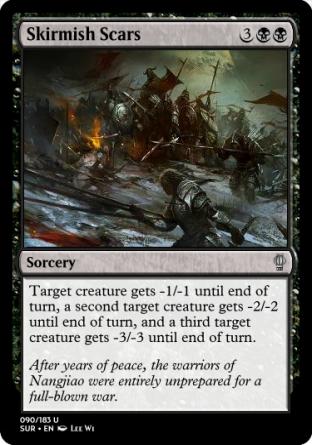 Skirmish Scars 3
Sorcery
Target creature gets -1/-1 until end of
turn, a second target creature gets -2/-2
until end of turn, and a third target
creature gets -3/-3 until end of turn.
After years of peace, the warriors of
Nangjiao were entirely unprepared for a
full-blown war.
090/183 U
SUR • EN Lee Wi